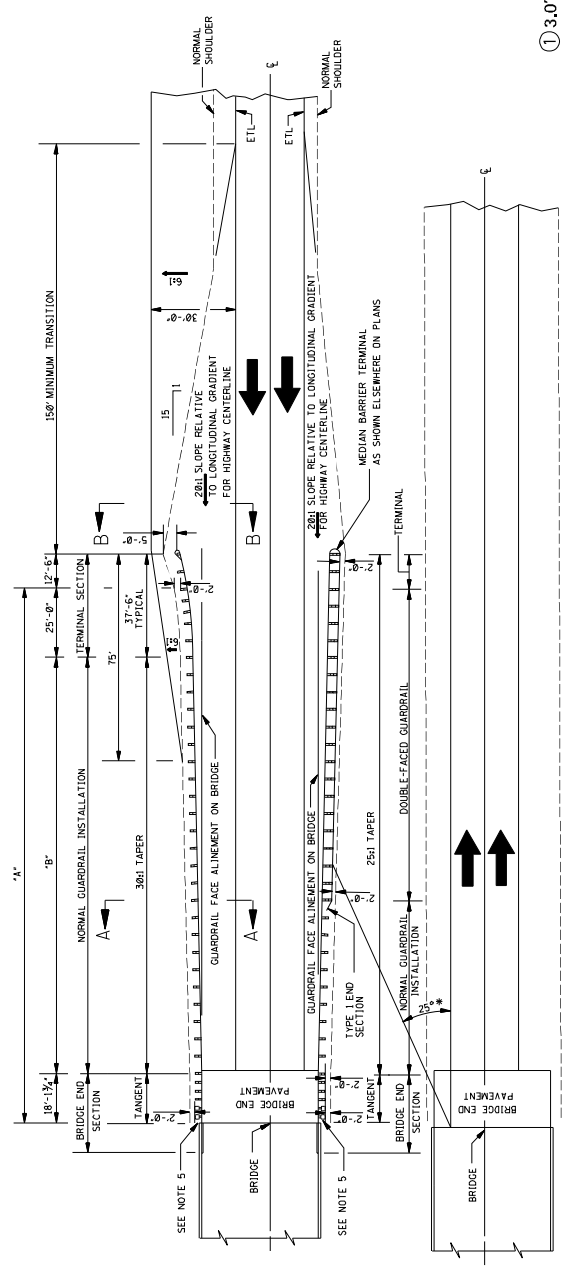 "A"
18'-1¾"
"B"
25'-0"
12'-6"
150' MINIMUM TRANSITION
BRIDGE END
SECTION
NORMAL GUARDRAIL INSTALLATION
TERMINAL SECTION
TANGENT
30:1 TAPER
37'-6"
TYPICAL
75'
A
B
5'-0"
15
1
6:1
6:1
30'-0"
NORMAL
SHOULDER
2'-0"
2'-0"
SEE NOTE 5
GUARDRAIL FACE ALINEMENT ON BRIDGE
20:1 SLOPE RELATIVE
TO LONGITUDINAL GRADIENT
FOR HIGHWAY CENTERLINE
ETL
A
B
BRIDGE
BRIDGE END
PAVEMENT
℄
ETL
NORMAL
SHOULDER
GUARDRAIL FACE ALINEMENT ON BRIDGE
20:1 SLOPE RELATIVE TO LONGITUDINAL GRADIENT
FOR HIGHWAY CENTERLINE
2'-0"
2'-0"
2'-0"
2'-0"
SEE NOTE 5
TYPE 1 END
SECTION
MEDIAN BARRIER TERMINAL
AS SHOWN ELSEWHERE ON PLANS
TANGENT
25:1 TAPER
BRIDGE END
SECTION
NORMAL GUARDRAIL
INSTALLATION
DOUBLE-FACED GUARDRAIL
TERMINAL
25°*
BRIDGE
BRIDGE END
PAVEMENT
℄
1 3.0'